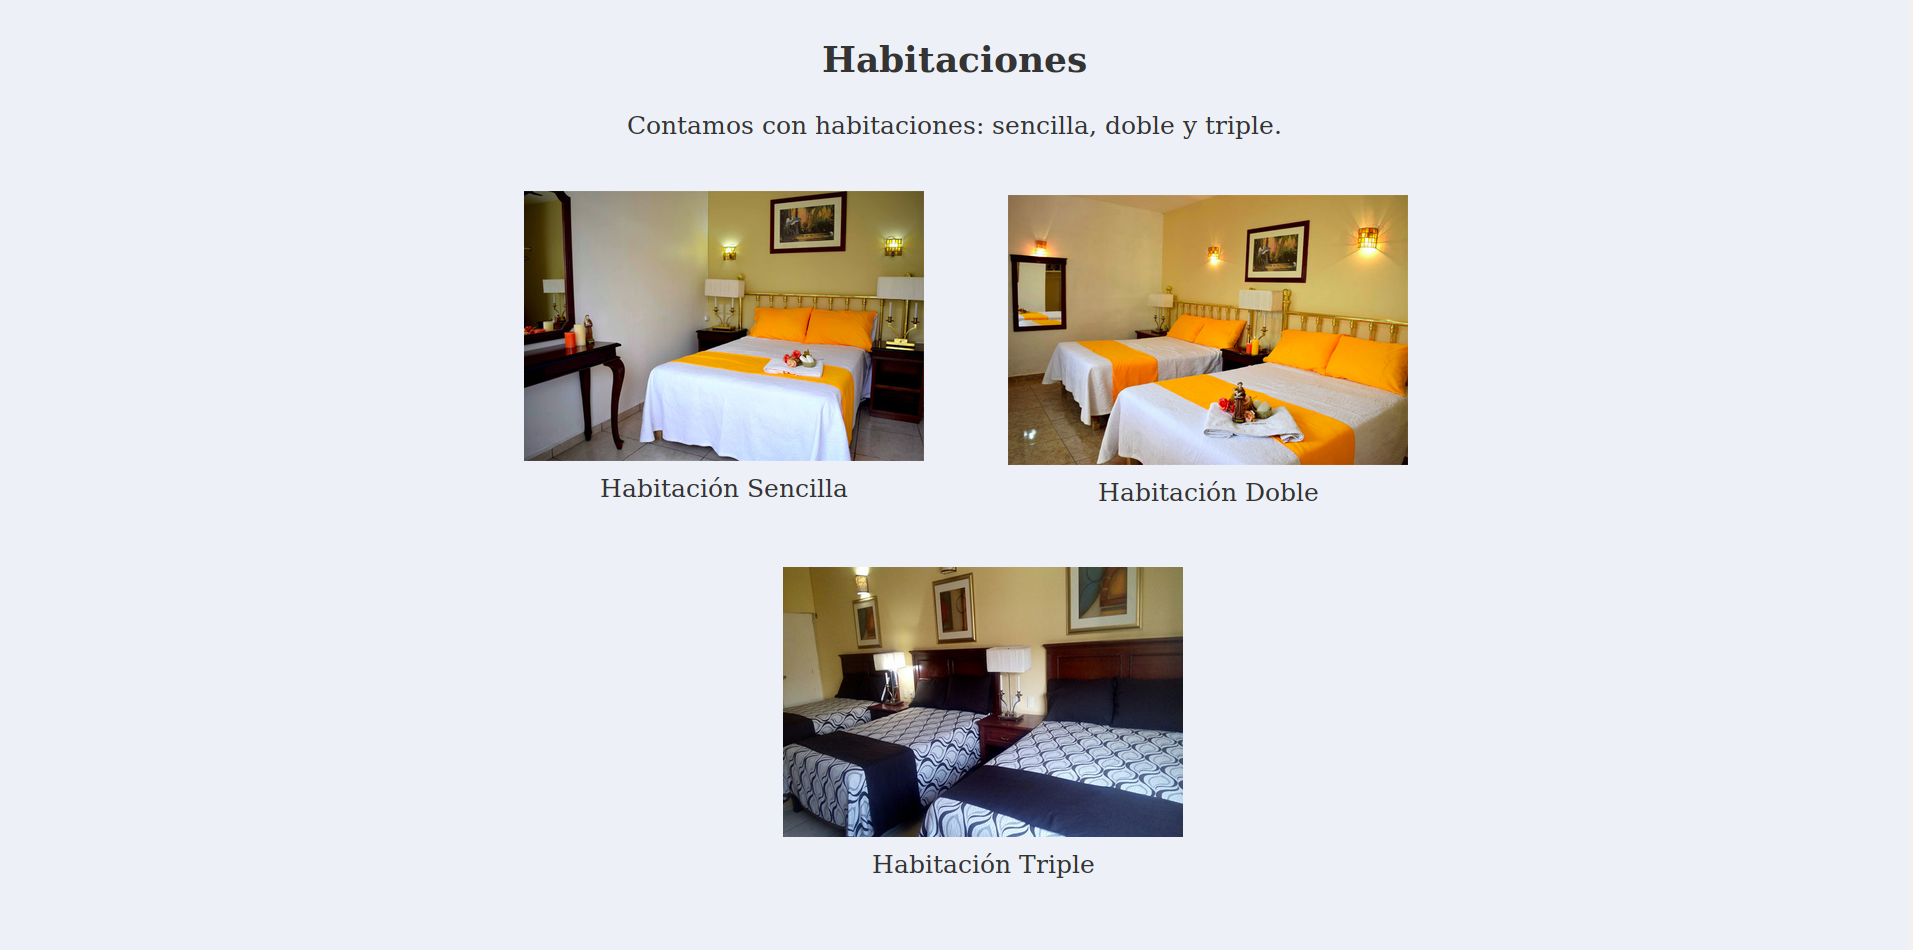 Habitaciones
Contamos con habitaciones: sencilla, doble y triple.
Habitación Sencilla
Habitación Doble
Habitación Triple